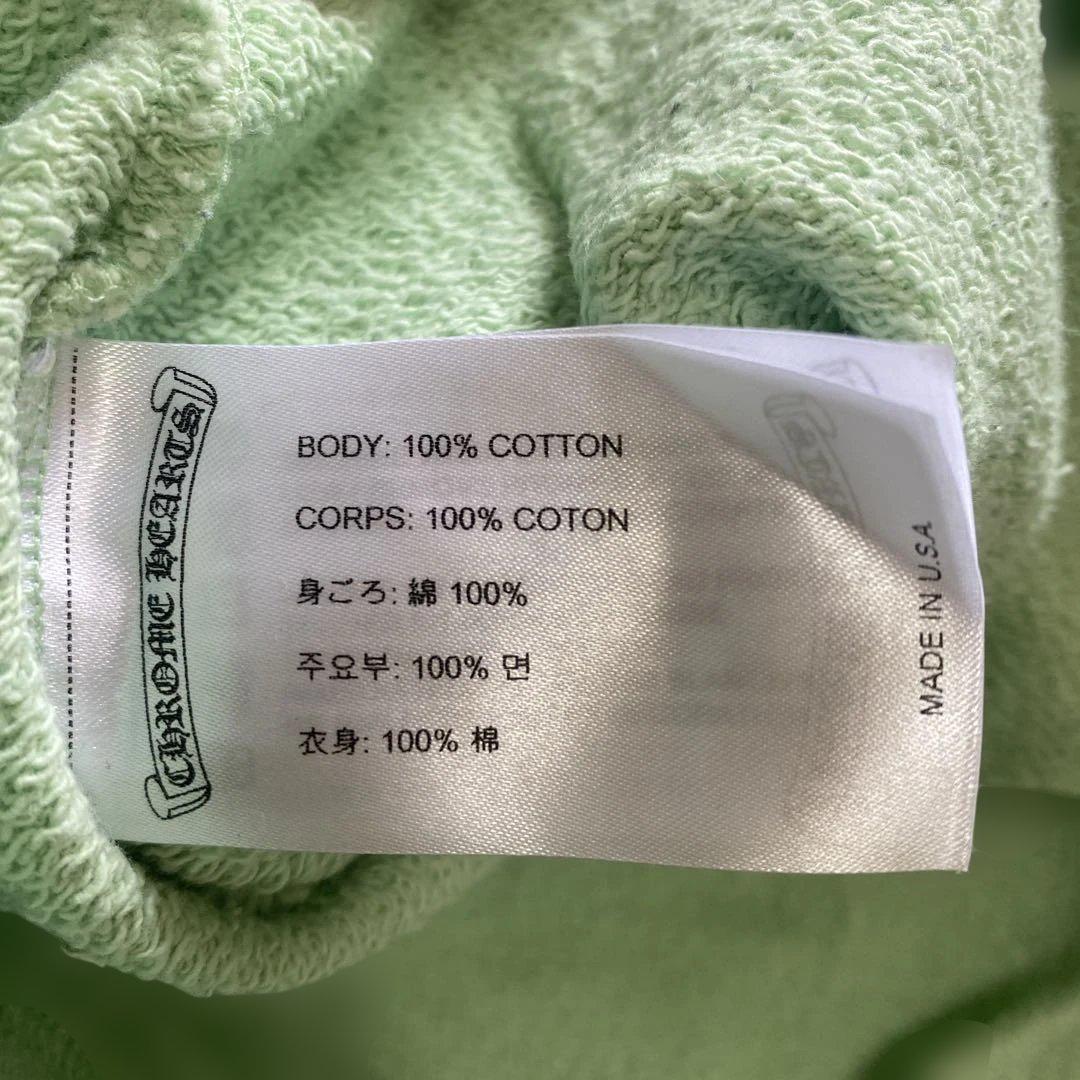 CHROME HEARTS
BODY: 100% COTTON
CORPS: 100% COTON
身ごろ: 綿 100%
주요부: 100% 면
衣身: 100% 棉
MADE IN U.S.A.